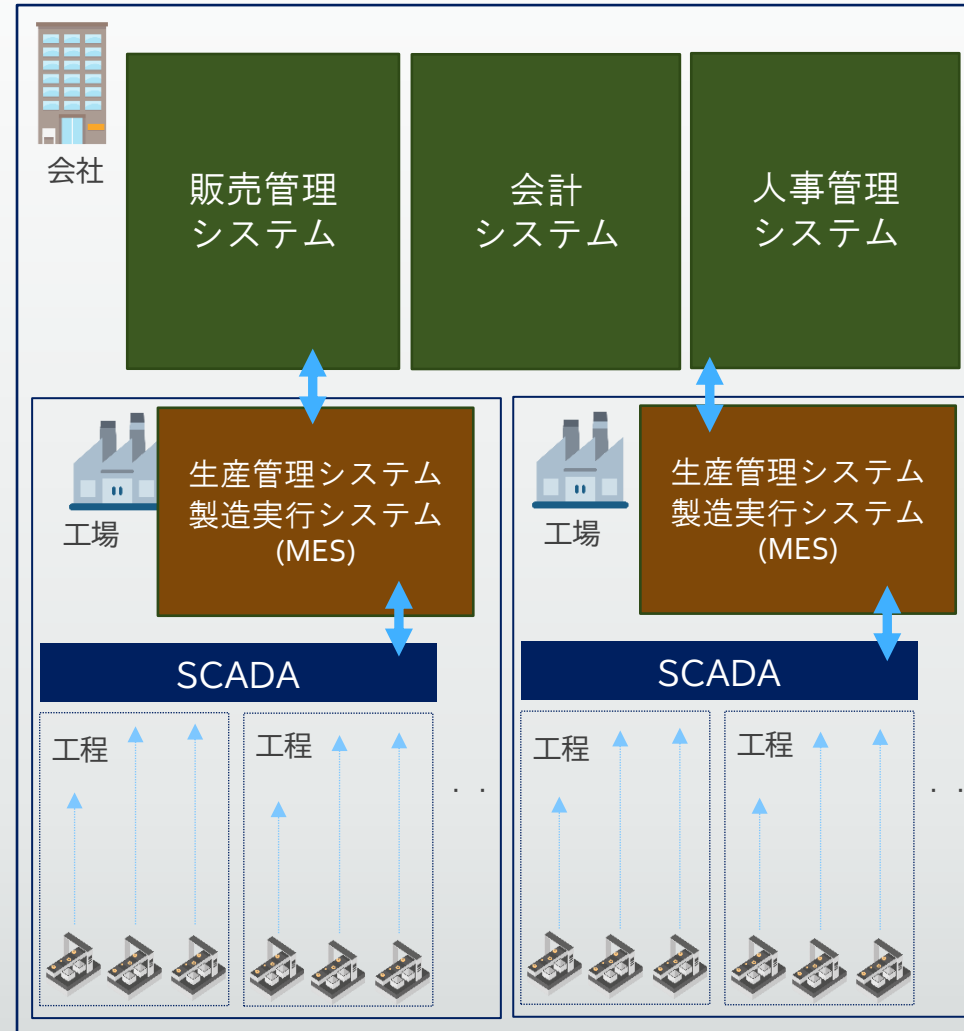 会社
販売管理
システム
会計
システム
人事管理
システム
工場
生産管理システム
製造実行システム
(MES)
工場
生産管理システム
製造実行システム
(MES)
SCADA
SCADA
工程
工程
. .
工程
工程
. .